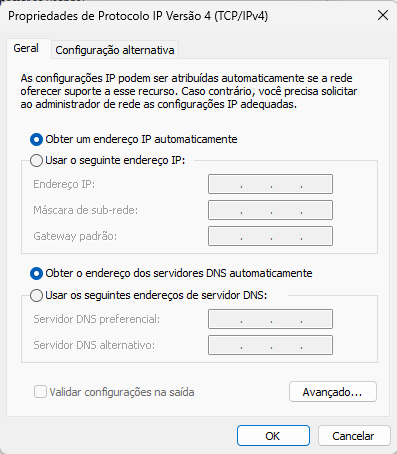 Propriedades de Protocolo IP Versão 4 (TCP/IPv4)
Geral
Configuração alternativa
As configurações IP podem ser atribuídas automaticamente se a rede
oferecer suporte a esse recurso. Caso contrário, você precisa solicitar
ao administrador de rede as configurações IP adequadas.
Obter um endereço IP automaticamente
Usar o seguinte endereço IP:
Endereço IP:
. . .
Máscara de sub-rede:
. . .
Gateway padrão:
. . .
Obter o endereço dos servidores DNS automaticamente
Usar os seguintes endereços de servidor DNS:
Servidor DNS preferencial:
. . .
Servidor DNS alternativo:
. . .
Validar configurações na saída
Avançado...
OK
Cancelar